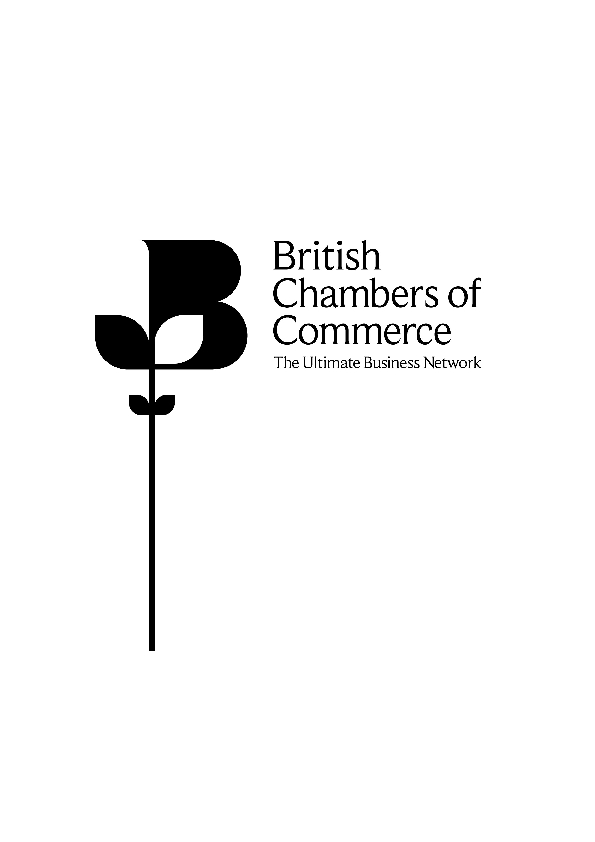 British
Chambers of
Commerce
The Ultimate Business Network